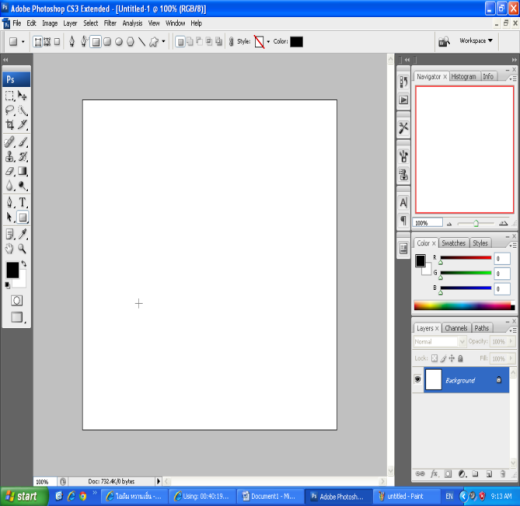 Adobe Photoshop CS3 Extended - [Untitled-1 @ 100% (RGB/8)]
File Edit Image Layer Select Filter Analysis View Window Help
Style: Color: Workspace
Ps
Navigator × Histogram Info
100%
Color × Swatches Styles
R 0
G 0
B 0
Layers × Channels Paths
Normal Opacity: 100%
Lock: Fill: 100%
Background
fx
100% Doc: 732.4K/0 bytes
start Using: 00:40:19... Document1 - Mi... Adobe Photosh... untitled - Paint EN 9:13 AM